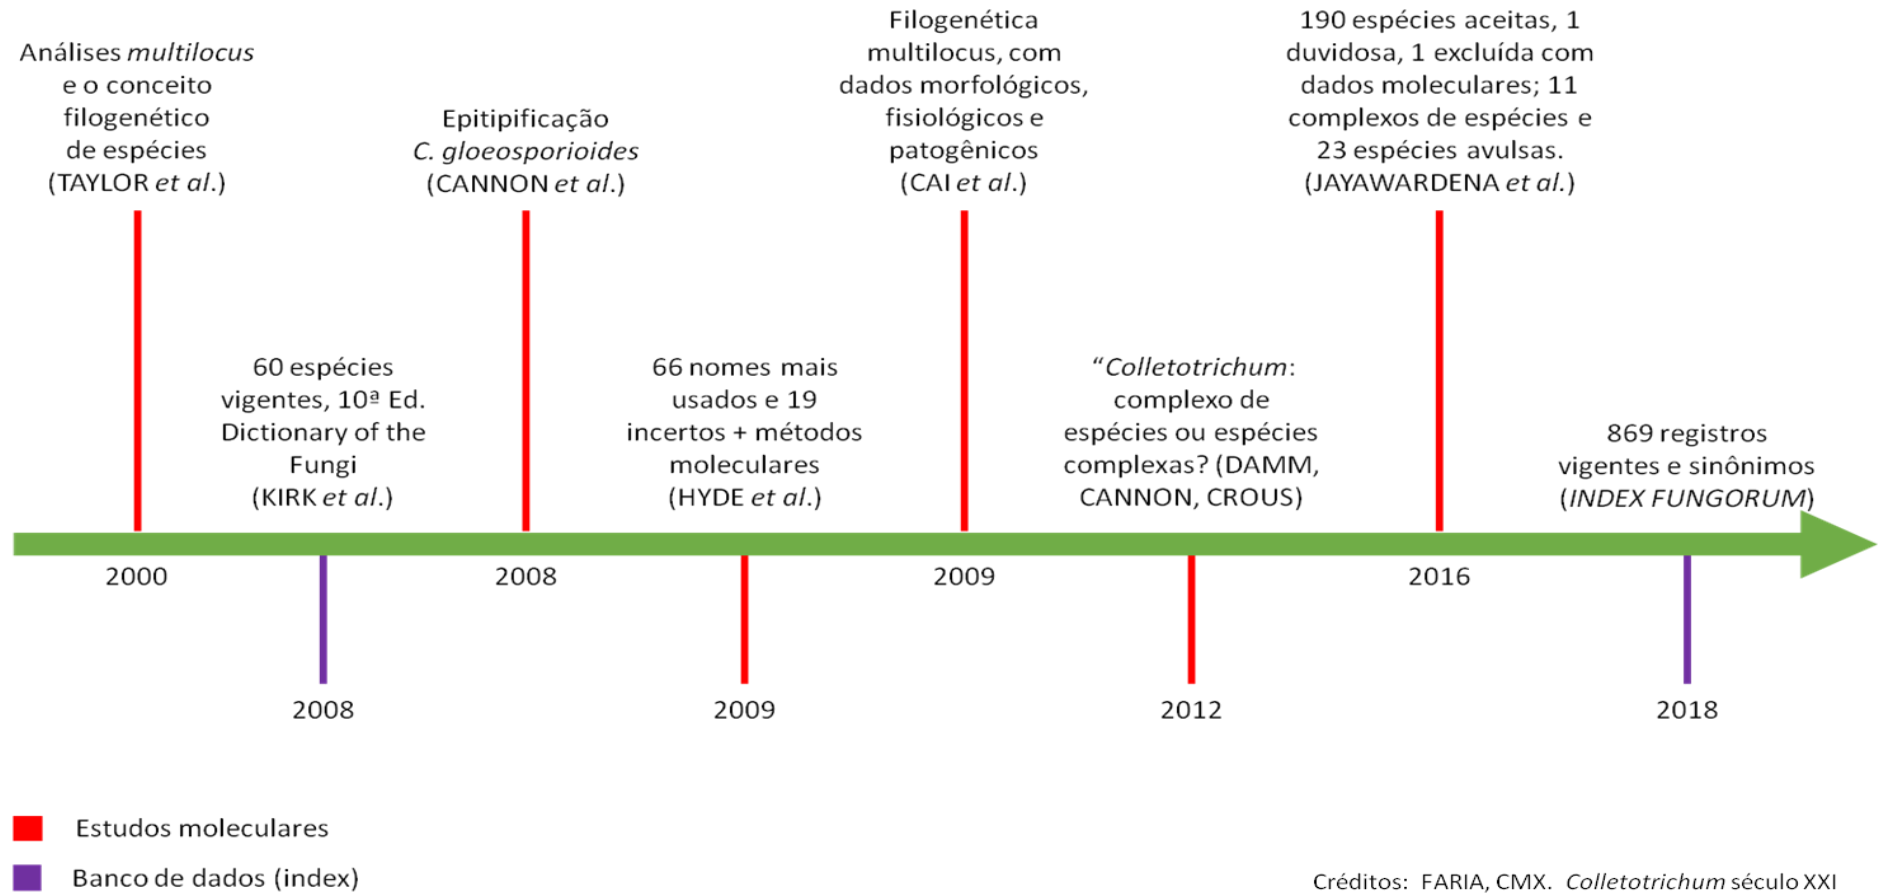 Análises multilocus
e o conceito
filogenético
de espécies
(TAYLOR et al.)
60 espécies
vigentes, 10ª Ed.
Dictionary of the
Fungi
(KIRK et al.)
Epitipificação
C. gloeosporioides
(CANNON et al.)
66 nomes mais
usados e 19
incertos + métodos
moleculares
(HYDE et al.)
Filogenética
multilocus, com
dados morfológicos,
fisiológicos e
patogênicos
(CAI et al.)
“Colletotrichum:
complexo de
espécies ou espécies
complexas? (DAMM,
CANNON, CROUS)
190 espécies aceitas, 1
duvidosa, 1 excluída com
dados moleculares; 11
complexos de espécies e
23 espécies avulsas.
(JAYAWARDENA et al.)
869 registros
vigentes e sinônimos
(INDEX FUNGORUM)
2000
2008
2008
2009
2009
2012
2016
2018
Estudos moleculares
Banco de dados (index)
Créditos: FARIA, CMX. Colletotrichum século XXI